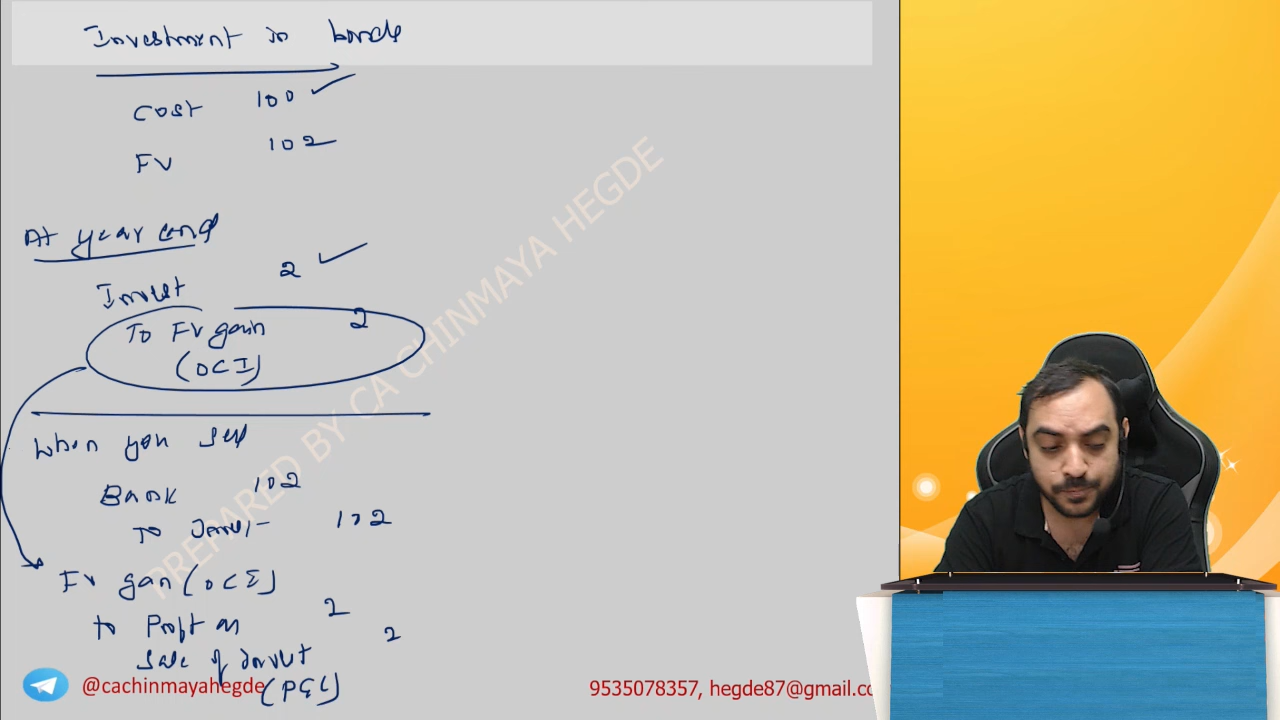 Investment in bonds
Cost 100
FV 102
At year end
Invest 2
To FV gain 2
(OCI)
When you sell
Bank 102
To Invt 102
FV gain (OCI) 2
to Profit on 2
Sale of invest
(P&L)
PREPARED BY CA CHINMAYA HEGDE
@cachinmayahegde
9535078357, hegde87@gmail.co